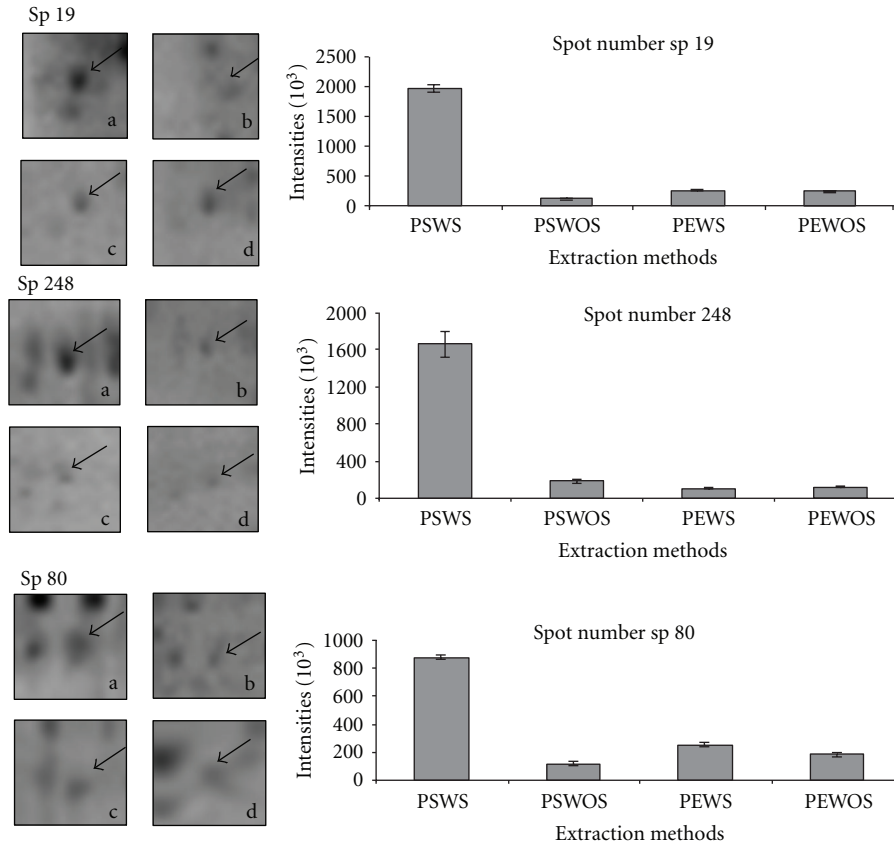 Sp 19
a
b
c
d
Spot number sp 19
Intensities (10³)
2500
2000
1500
1000
500
0
PSWS PSWOS PEWS PEWOS
Extraction methods
Sp 248
a
b
c
d
Spot number 248
Intensities (10³)
2000
1600
1200
800
400
0
PSWS PSWOS PEWS PEWOS
Extraction methods
Sp 80
a
b
c
d
Spot number sp 80
Intensities (10³)
1000
800
600
400
200
0
PSWS PSWOS PEWS PEWOS
Extraction methods